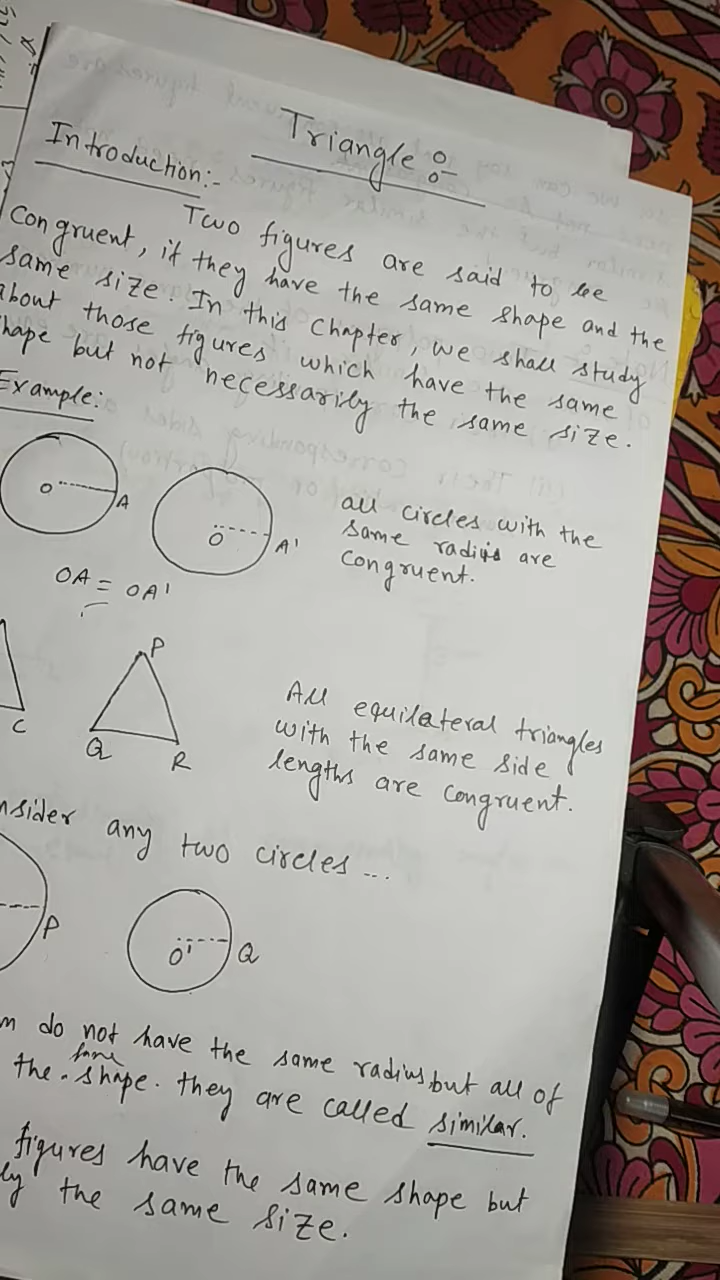 Triangle :-
Introduction:-
Two figures are said to be
congruent, if they have the same shape and the
same size. In this chapter, we shall study
about those figures which have the same
shape but not necessarily the same size.
Example:
O A
O A'
all circles with the
same radius are
congruent.
OA = OA'
P
C
Q R
All equilateral triangles
with the same side
lengths are congruent.
nsider any two circles ...
P
O' Q
m do not have the same radius, but all of
the same shape. they are called similar.
figures have the same shape but
ly the same size.